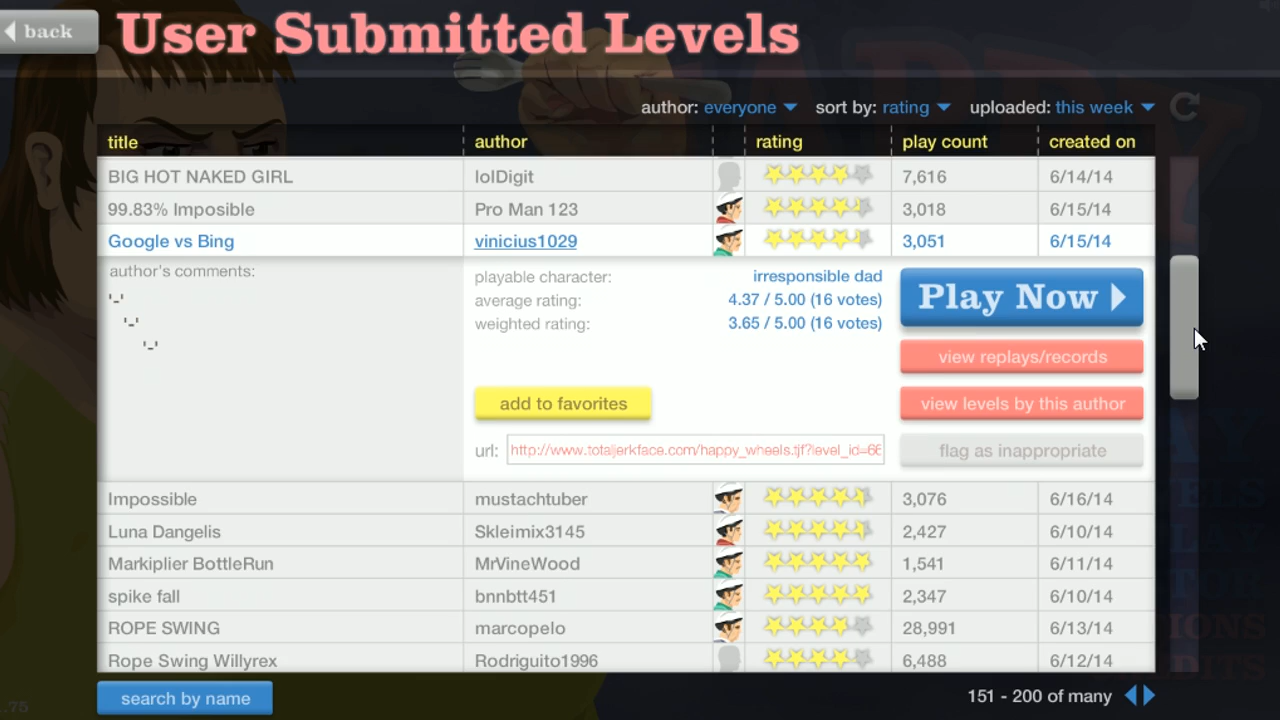 back
User Submitted Levels
author: everyone sort by: rating uploaded: this week
title author rating play count created on
BIG HOT NAKED GIRL lolDigit 7,616 6/14/14
99.83% Imposible Pro Man 123 3,018 6/15/14
Google vs Bing vinicius1029 3,051 6/15/14
author's comments:
'-'
'-'
'-'
playable character: irresponsible dad
average rating: 4.37 / 5.00 (16 votes)
weighted rating: 3.65 / 5.00 (16 votes)
add to favorites
url: http://www.totaljerkface.com/happy_wheels.tjf?level_id=66
Play Now
view replays/records
view levels by this author
flag as inappropriate
Impossible mustachtuber 3,076 6/16/14
Luna Dangelis Skleimix3145 2,427 6/10/14
Markiplier BottleRun MrVineWood 1,541 6/11/14
spike fall bnnbtt451 2,347 6/10/14
ROPE SWING marcopelo 28,991 6/13/14
Rope Swing Willyrex Rodriguito1996 6,488 6/12/14
search by name
151 - 200 of many
.75